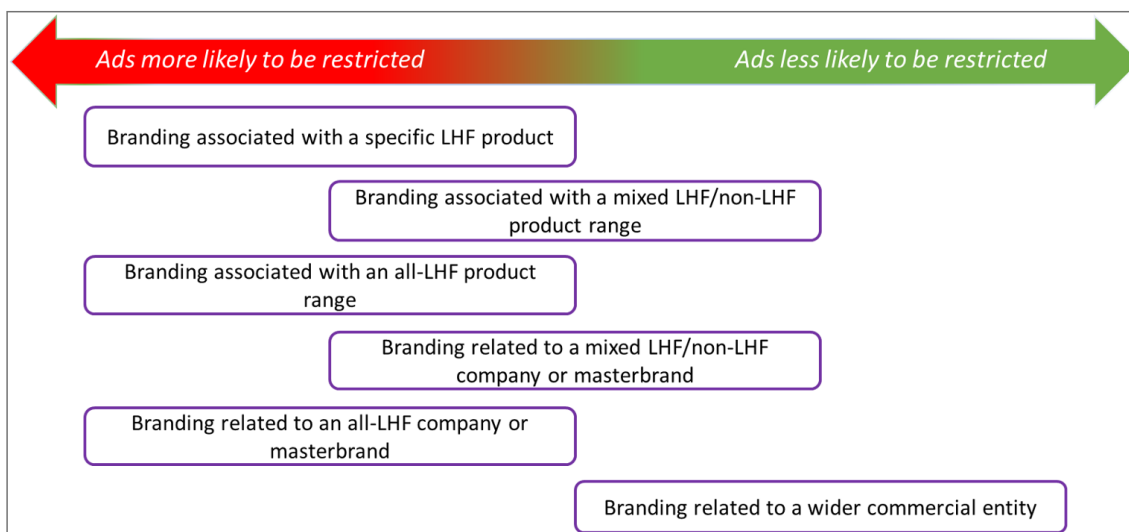 Ads more likely to be restricted
Ads less likely to be restricted
Branding associated with a specific LHF product
Branding associated with a mixed LHF/non-LHF
product range
Branding associated with an all-LHF product
range
Branding related to a mixed LHF/non-LHF
company or masterbrand
Branding related to an all-LHF company or
masterbrand
Branding related to a wider commercial entity